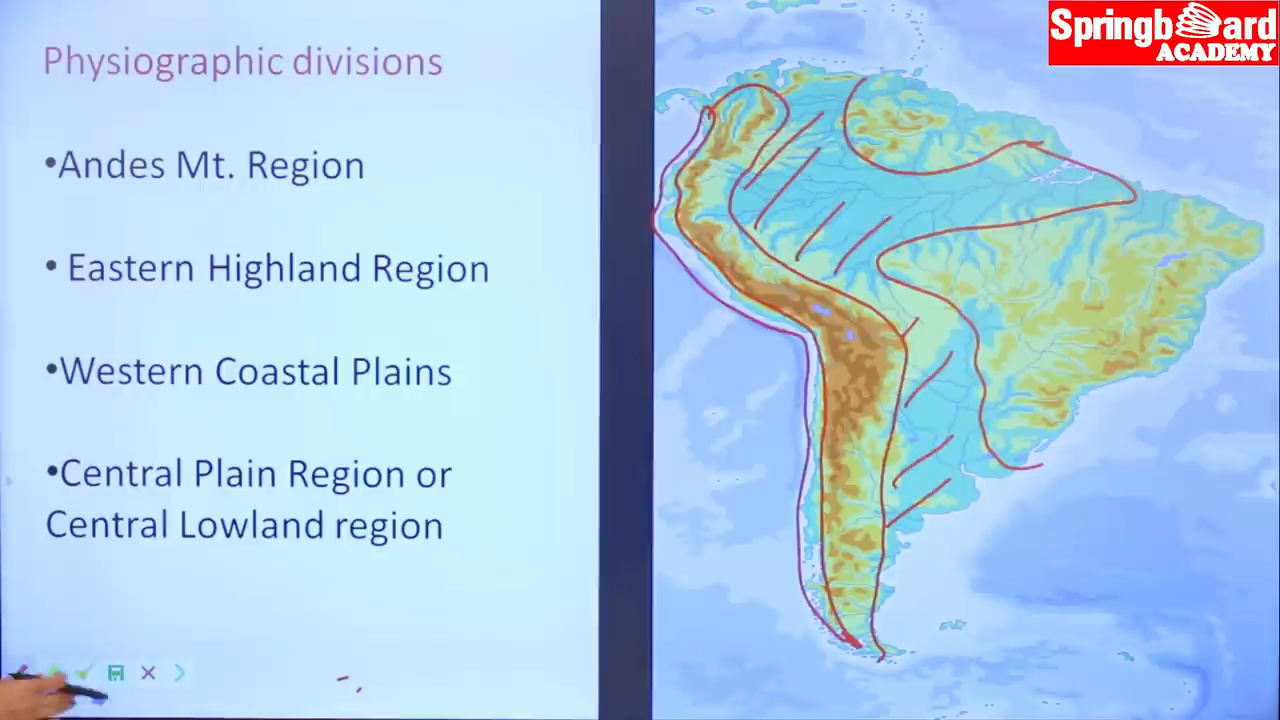 Springboard
ACADEMY
Physiographic divisions
•Andes Mt. Region
• Eastern Highland Region
•Western Coastal Plains
•Central Plain Region or
Central Lowland region